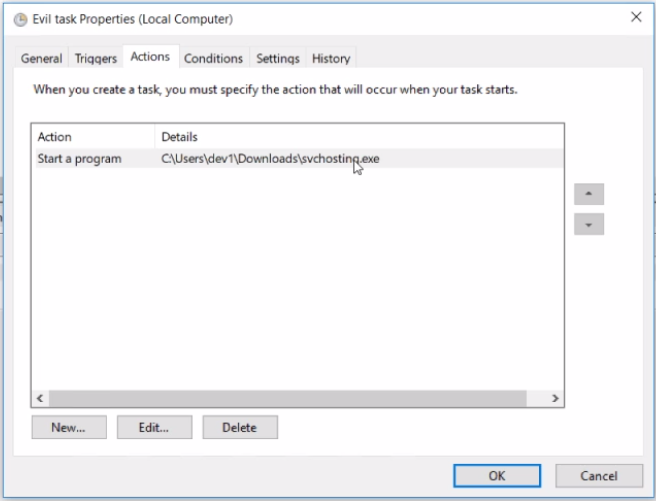 Evil task Properties (Local Computer)
General Triggers Actions Conditions Settings History
When you create a task, you must specify the action that will occur when your task starts.
Action Details
Start a program C:\Users\dev1\Downloads\svchosting.exe
New... Edit... Delete
OK Cancel